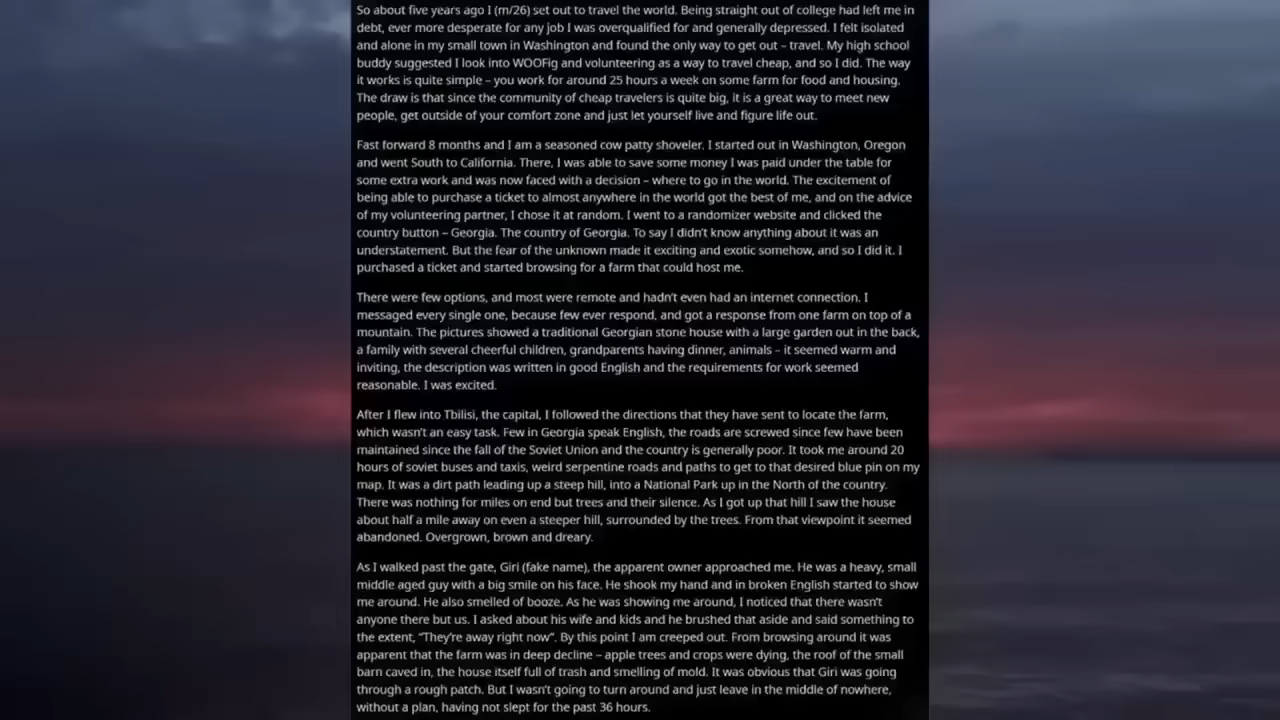 So about five years ago I (m/26) set out to travel the world. Being straight out of college had left me in
debt, ever more desperate for any job I was overqualified for and generally depressed. I felt isolated
and alone in my small town in Washington and found the only way to get out – travel. My high school
buddy suggested I look into WOOFig and volunteering as a way to travel cheap, and so I did. The way
it works is quite simple – you work for around 25 hours a week on some farm for food and housing.
The draw is that since the community of cheap travelers is quite big, it is a great way to meet new
people, get outside of your comfort zone and just let yourself live and figure life out.
Fast forward 8 months and I am a seasoned cow patty shoveler. I started out in Washington, Oregon
and went South to California. There, I was able to save some money I was paid under the table for
some extra work and was now faced with a decision – where to go in the world. The excitement of
being able to purchase a ticket to almost anywhere in the world got the best of me, and on the advice
of my volunteering partner, I chose it at random. I went to a randomizer website and clicked the
country button – Georgia. The country of Georgia. To say I didn't know anything about it was an
understatement. But the fear of the unknown made it exciting and exotic somehow, and so I did it. I
purchased a ticket and started browsing for a farm that could host me.
There were few options, and most were remote and hadn't even had an internet connection. I
messaged every single one, because few ever respond, and got a response from one farm on top of a
mountain. The pictures showed a traditional Georgian stone house with a large garden out in the back,
a family with several cheerful children, grandparents having dinner, animals – it seemed warm and
inviting, the description was written in good English and the requirements for work seemed
reasonable. I was excited.
After I flew into Tbilisi, the capital, I followed the directions that they have sent to locate the farm,
which wasn't an easy task. Few in Georgia speak English, the roads are screwed since few have been
maintained since the fall of the Soviet Union and the country is generally poor. It took me around 20
hours of soviet buses and taxis, weird serpentine roads and paths to get to that desired blue pin on my
map. It was a dirt path leading up a steep hill, into a National Park up in the North of the country.
There was nothing for miles on end but trees and their silence. As I got up that hill I saw the house
about half a mile away on even a steeper hill, surrounded by the trees. From that viewpoint it seemed
abandoned. Overgrown, brown and dreary.
As I walked past the gate, Giri (fake name), the apparent owner approached me. He was a heavy, small
middle aged guy with a big smile on his face. He shook my hand and in broken English started to show
me around. He also smelled of booze. As he was showing me around, I noticed that there wasn't
anyone there but us. I asked about his wife and kids and he brushed that aside and said something to
the extent, "They're away right now". By this point I am creeped out. From browsing around it was
apparent that the farm was in deep decline – apple trees and crops were dying, the roof of the small
barn caved in, the house itself full of trash and smelling of mold. It was obvious that Giri was going
through a rough patch. But I wasn't going to turn around and just leave in the middle of nowhere,
without a plan, having not slept for the past 36 hours.